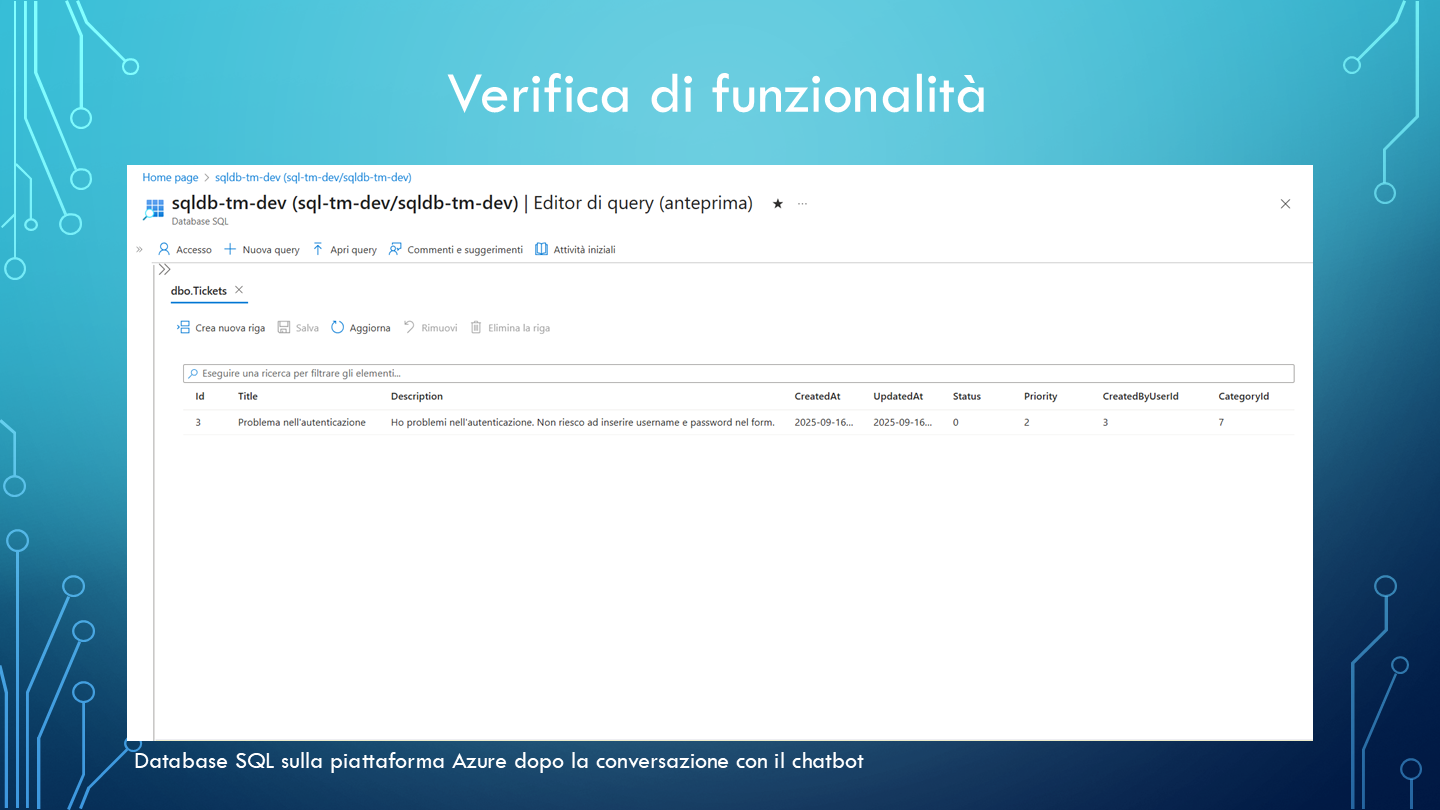 Verifica di funzionalità
Home page > sqldb-tm-dev (sql-tm-dev/sqldb-tm-dev)
sqldb-tm-dev (sql-tm-dev/sqldb-tm-dev) | Editor di query (anteprima)
Database SQL
Accesso Nuova query Apri query Commenti e suggerimenti Attività iniziali
dbo.Tickets
Crea nuova riga Salva Aggiorna Rimuovi Elimina la riga
Eseguire una ricerca per filtrare gli elementi...
Id Title Description CreatedAt UpdatedAt Status Priority CreatedByUserId CategoryId
3 Problema nell'autenticazione Ho problemi nell'autenticazione. Non riesco ad inserire username e password nel form. 2025-09-16... 2025-09-16... 0 2 3 7
Database SQL sulla piattaforma Azure dopo la conversazione con il chatbot